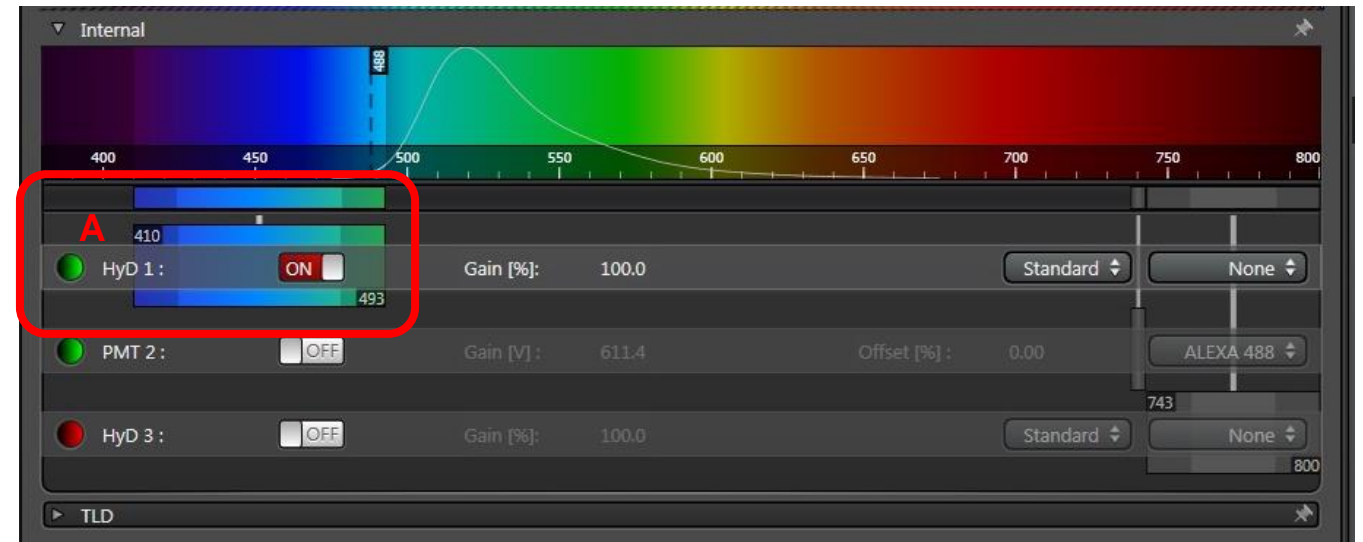 Internal
488
400 450 500 550 600 650 700 750 800
A
410
HyD 1 : ON Gain [%]: 100.0 Standard None
493
PMT 2 : OFF Gain [V] : 611.4 Offset [%] : 0.00 ALEXA 488
743
HyD 3 : OFF Gain [%]: 100.0 Standard None
800
TLD